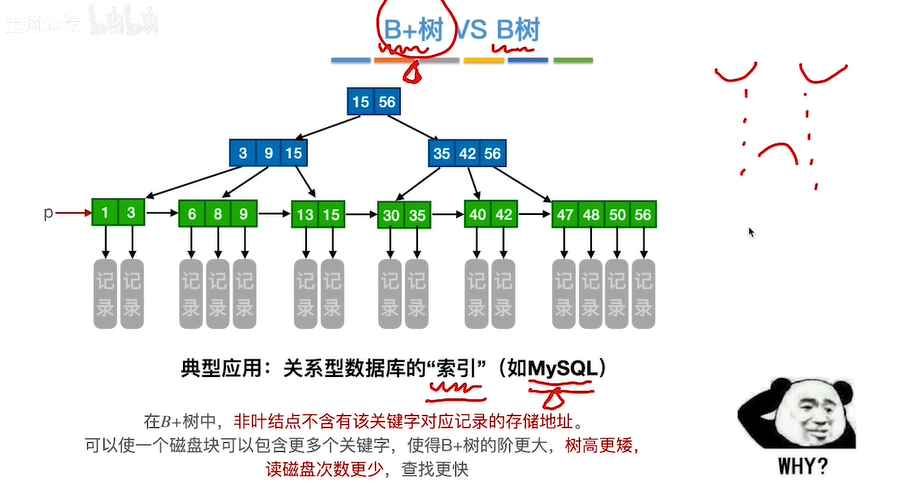 王道论坛 bilibili
B+树 VS B树
15 56
3 9 15
35 42 56
p
1 3
6 8 9
13 15
30 35
40 42
47 48 50 56
记录 记录 记录 记录 记录 记录 记录 记录 记录 记录 记录 记录 记录 记录 记录 记录
典型应用：关系型数据库的“索引”（如MySQL）
在B+树中，非叶结点不含有该关键字对应记录的存储地址。
可以使一个磁盘块可以包含更多个关键字，使得B+树的阶更大，树高更矮，
读磁盘次数更少，查找更快
WHY?